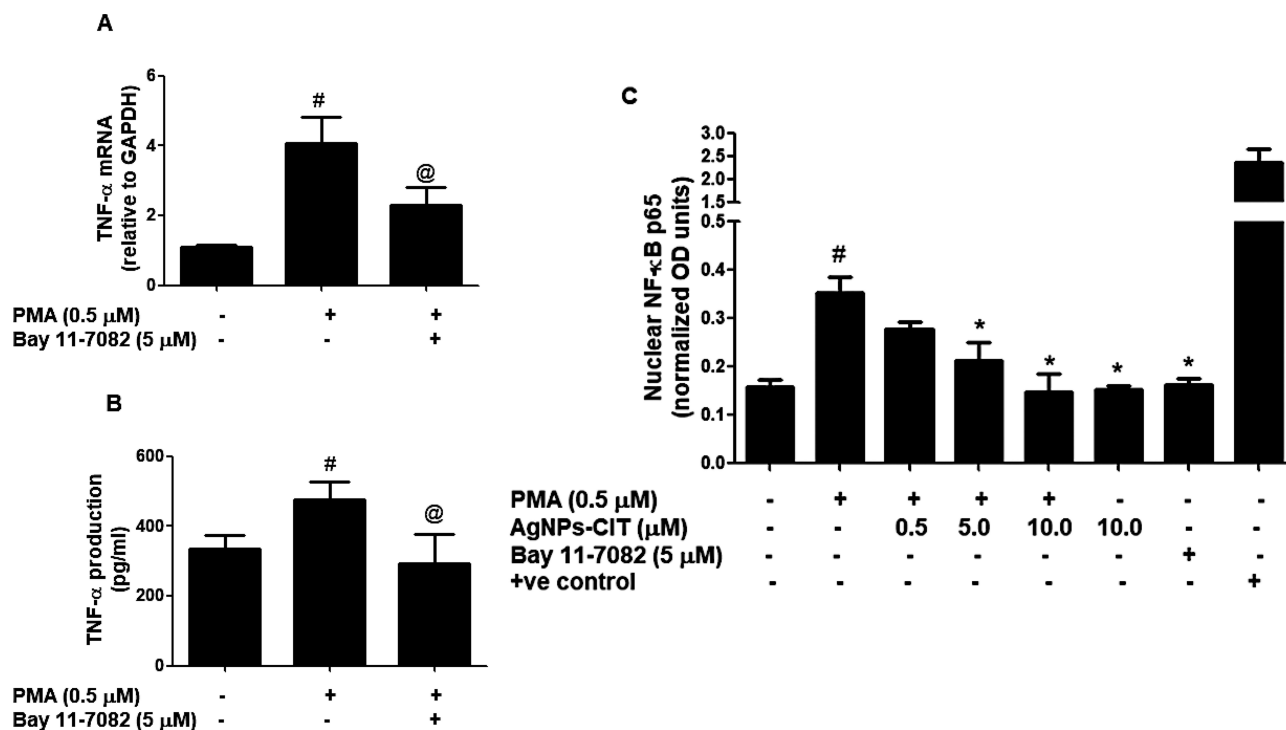 A
TNF-α mRNA
(relative to GAPDH)
6
4
2
0
#
@
PMA (0.5 μM) - + +
Bay 11-7082 (5 μM) - - +
B
TNF-α production
(pg/ml)
600
400
200
0
#
@
PMA (0.5 μM) - + +
Bay 11-7082 (5 μM) - - +
C
Nuclear NF-κB p65
(normalized OD units)
3.0
2.5
2.0
1.5
0.5
0.4
0.3
0.2
0.1
0.0
#
* * * *
PMA (0.5 μM) - + + + + - - -
AgNPs-CIT (μM) - - 0.5 5.0 10.0 10.0 - -
Bay 11-7082 (5 μM) - - - - - - + -
+ve control - - - - - - - +